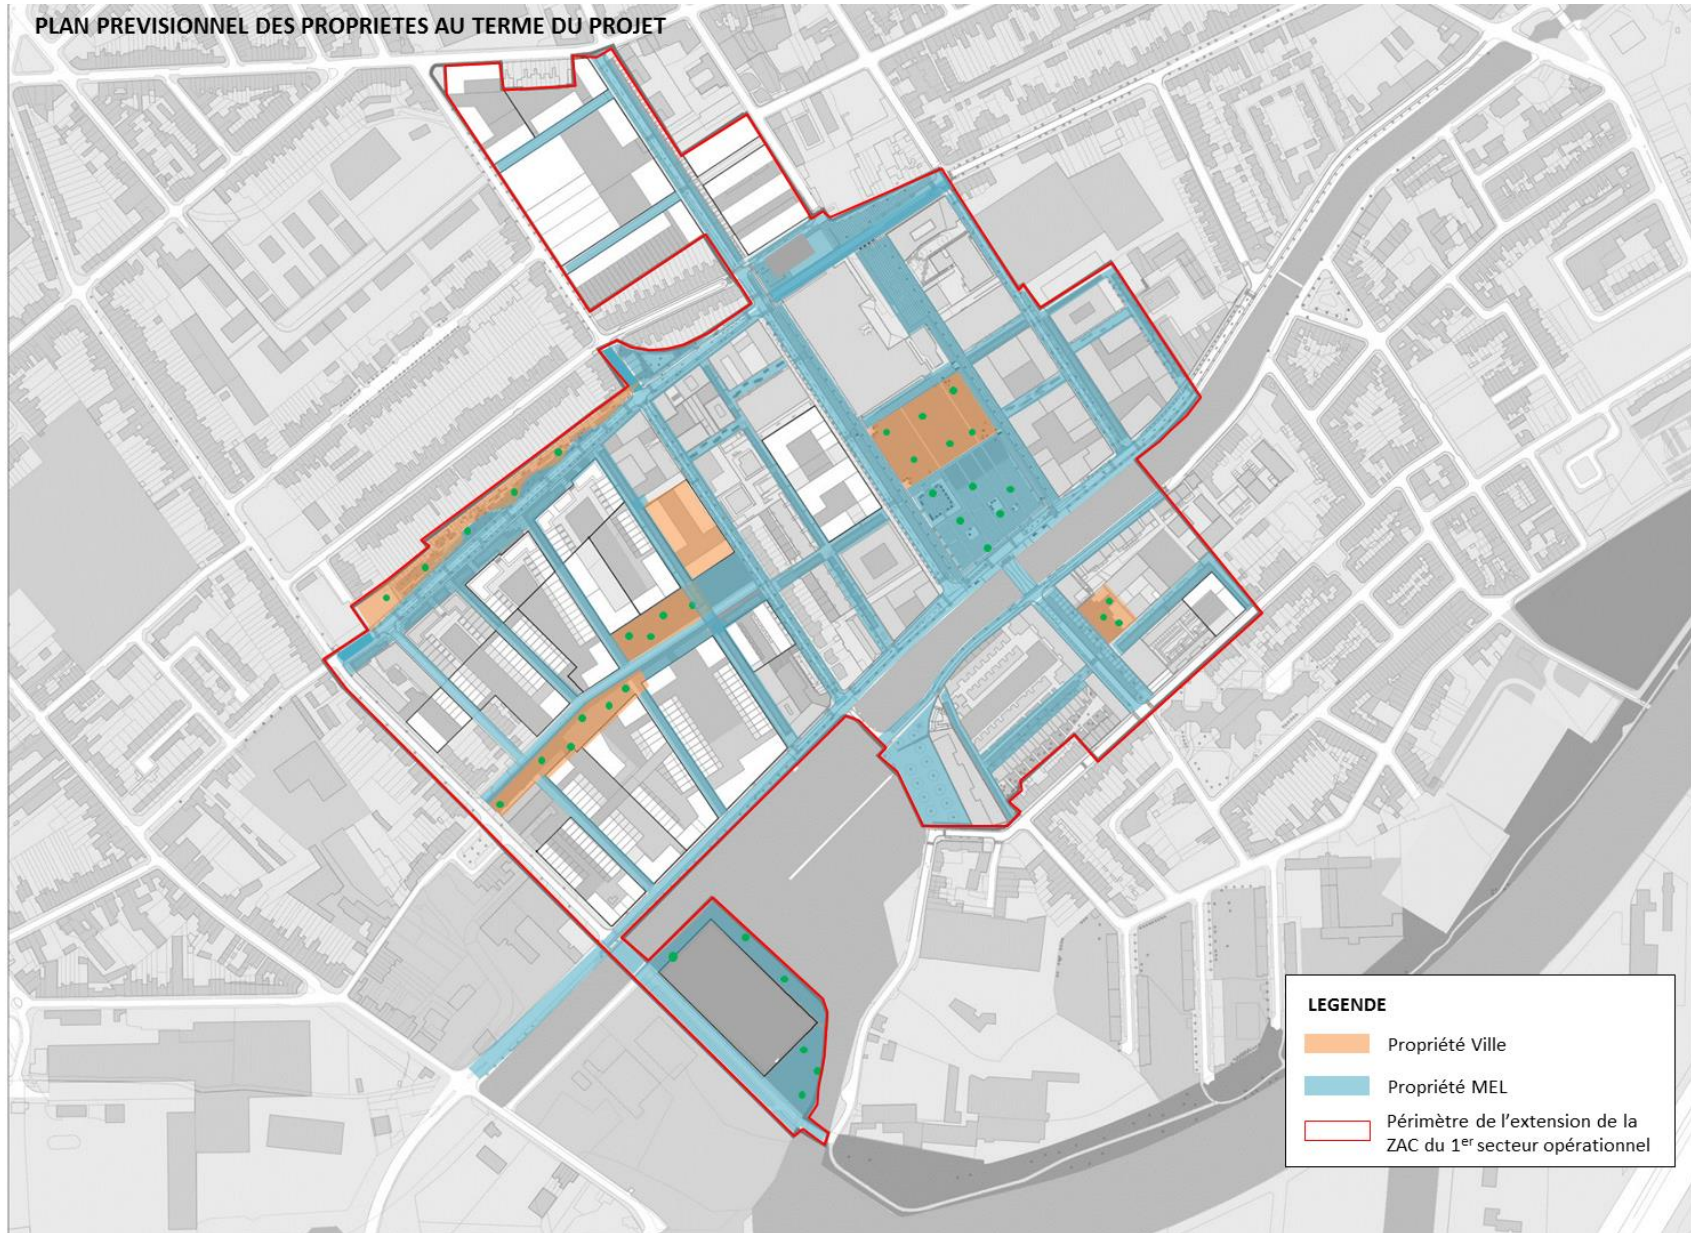 PLAN PREVISIONNEL DES PROPRIETES AU TERME DU PROJET
LEGENDE
Propriété Ville
Propriété MEL
Périmètre de l'extension de la
ZAC du 1er secteur opérationnel